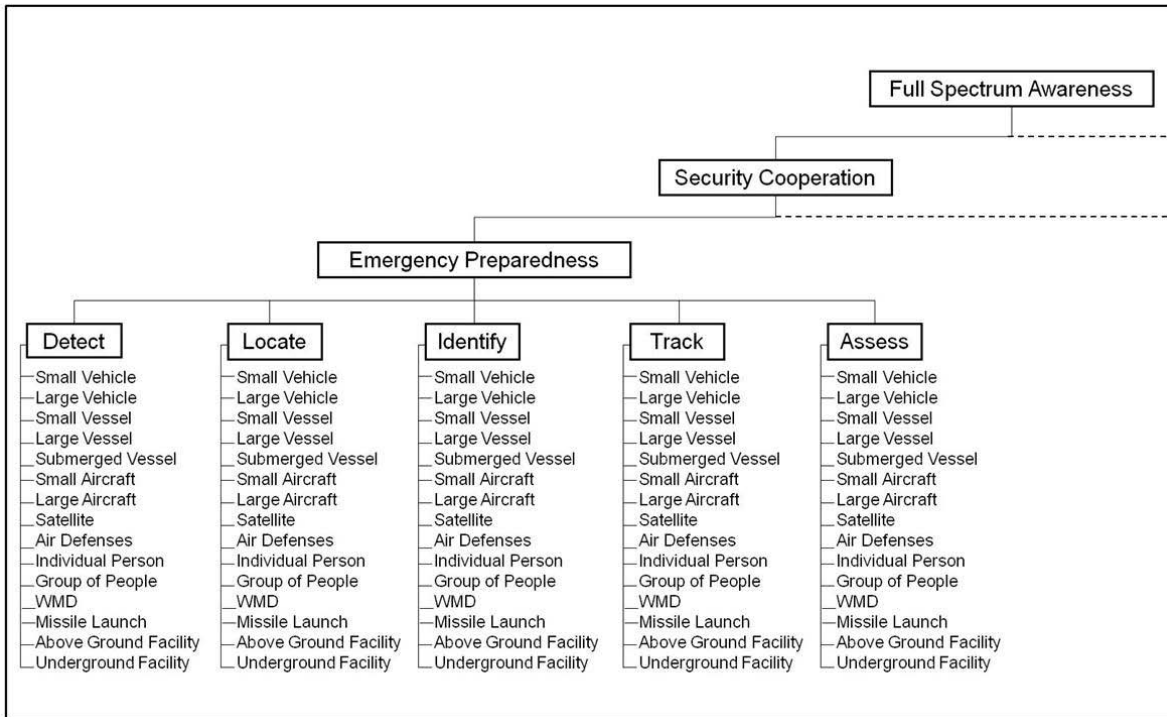 Full Spectrum Awareness
Security Cooperation
Emergency Preparedness
Detect
Small Vehicle
Large Vehicle
Small Vessel
Large Vessel
Submerged Vessel
Small Aircraft
Large Aircraft
Satellite
Air Defenses
Individual Person
Group of People
WMD
Missile Launch
Above Ground Facility
Underground Facility
Locate
Small Vehicle
Large Vehicle
Small Vessel
Large Vessel
Submerged Vessel
Small Aircraft
Large Aircraft
Satellite
Air Defenses
Individual Person
Group of People
WMD
Missile Launch
Above Ground Facility
Underground Facility
Identify
Small Vehicle
Large Vehicle
Small Vessel
Large Vessel
Submerged Vessel
Small Aircraft
Large Aircraft
Satellite
Air Defenses
Individual Person
Group of People
WMD
Missile Launch
Above Ground Facility
Underground Facility
Track
Small Vehicle
Large Vehicle
Small Vessel
Large Vessel
Submerged Vessel
Small Aircraft
Large Aircraft
Satellite
Air Defenses
Individual Person
Group of People
WMD
Missile Launch
Above Ground Facility
Underground Facility
Assess
Small Vehicle
Large Vehicle
Small Vessel
Large Vessel
Submerged Vessel
Small Aircraft
Large Aircraft
Satellite
Air Defenses
Individual Person
Group of People
WMD
Missile Launch
Above Ground Facility
Underground Facility